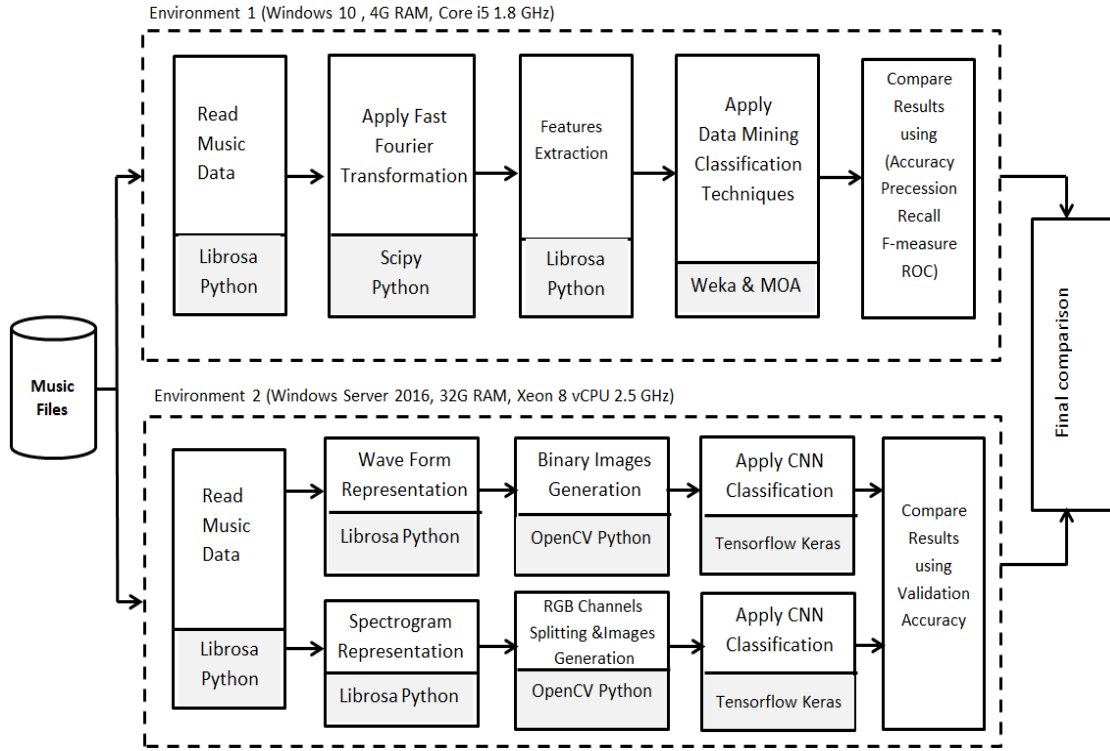 Environment 1 (Windows 10 , 4G RAM, Core i5 1.8 GHz)
Read
Music
Data
Librosa
Python
Apply Fast
Fourier
Transformation
Scipy
Python
Features
Extraction
Librosa
Python
Apply
Data Mining
Classification
Techniques
Weka & MOA
Compare
Results
using
(Accuracy
Precession
Recall
F-measure
ROC)
Music
Files
Final comparison
Environment 2 (Windows Server 2016, 32G RAM, Xeon 8 vCPU 2.5 GHz)
Read
Music
Data
Librosa
Python
Wave Form
Representation
Librosa Python
Binary Images
Generation
OpenCV Python
Apply CNN
Classification
Tensorflow Keras
Spectrogram
Representation
Librosa Python
RGB Channels
Splitting &Images
Generation
OpenCV Python
Apply CNN
Classification
Tensorflow Keras
Compare
Results
using
Validation
Accuracy